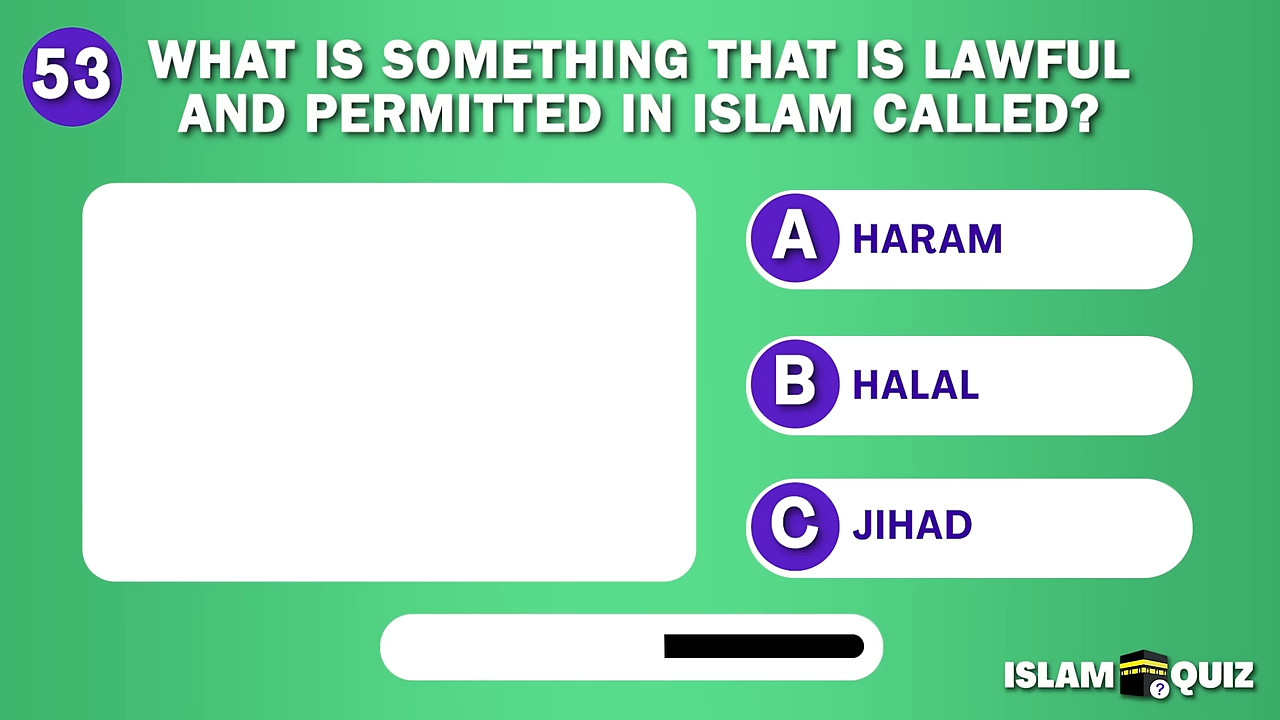 53
WHAT IS SOMETHING THAT IS LAWFUL
AND PERMITTED IN ISLAM CALLED?
A HARAM
B HALAL
C JIHAD
ISLAM ? QUIZ